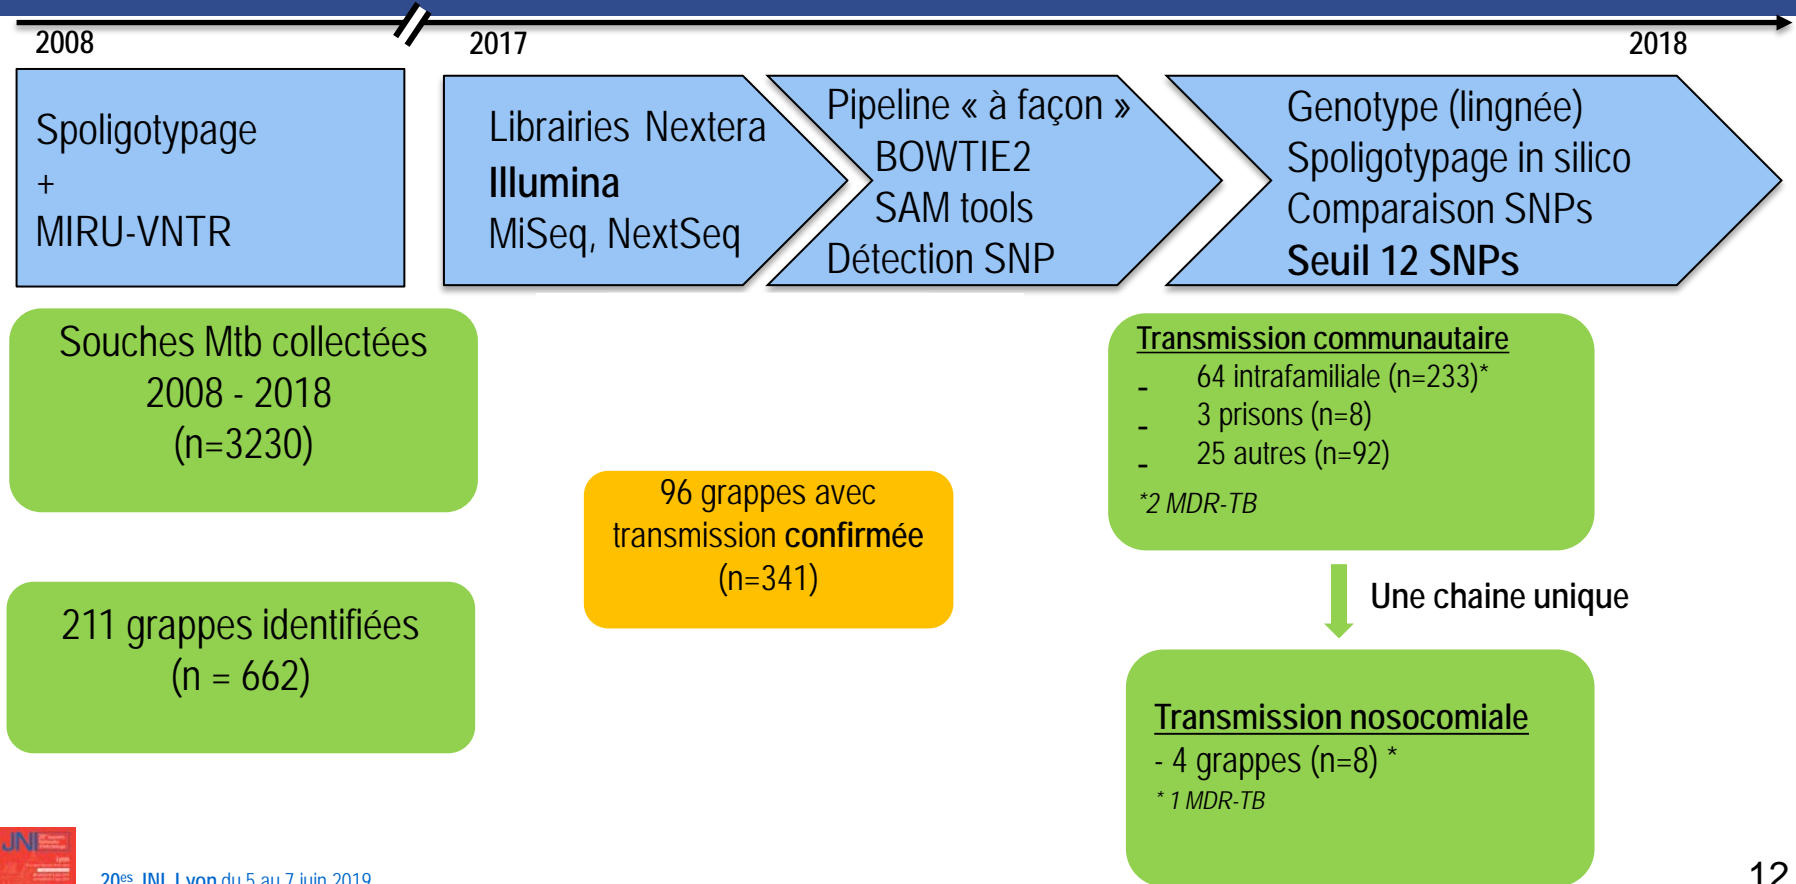 2008
2017
2018
Spoligotypage
+
MIRU-VNTR
Librairies Nextera
Illumina
MiSeq, NextSeq
Pipeline « à façon »
BOWTIE2
SAM tools
Détection SNP
Genotype (lingnée)
Spoligotypage in silico
Comparaison SNPs
Seuil 12 SNPs
Souches Mtb collectées
2008 - 2018
(n=3230)
211 grappes identifiées
(n = 662)
96 grappes avec
transmission confirmée
(n=341)
Transmission communautaire
- 64 intrafamiliale (n=233)*
- 3 prisons (n=8)
- 25 autres (n=92)
*2 MDR-TB
Une chaine unique
Transmission nosocomiale
- 4 grappes (n=8) *
* 1 MDR-TB
JNI
20es JNI, Lyon du 5 au 7 juin 2019
12